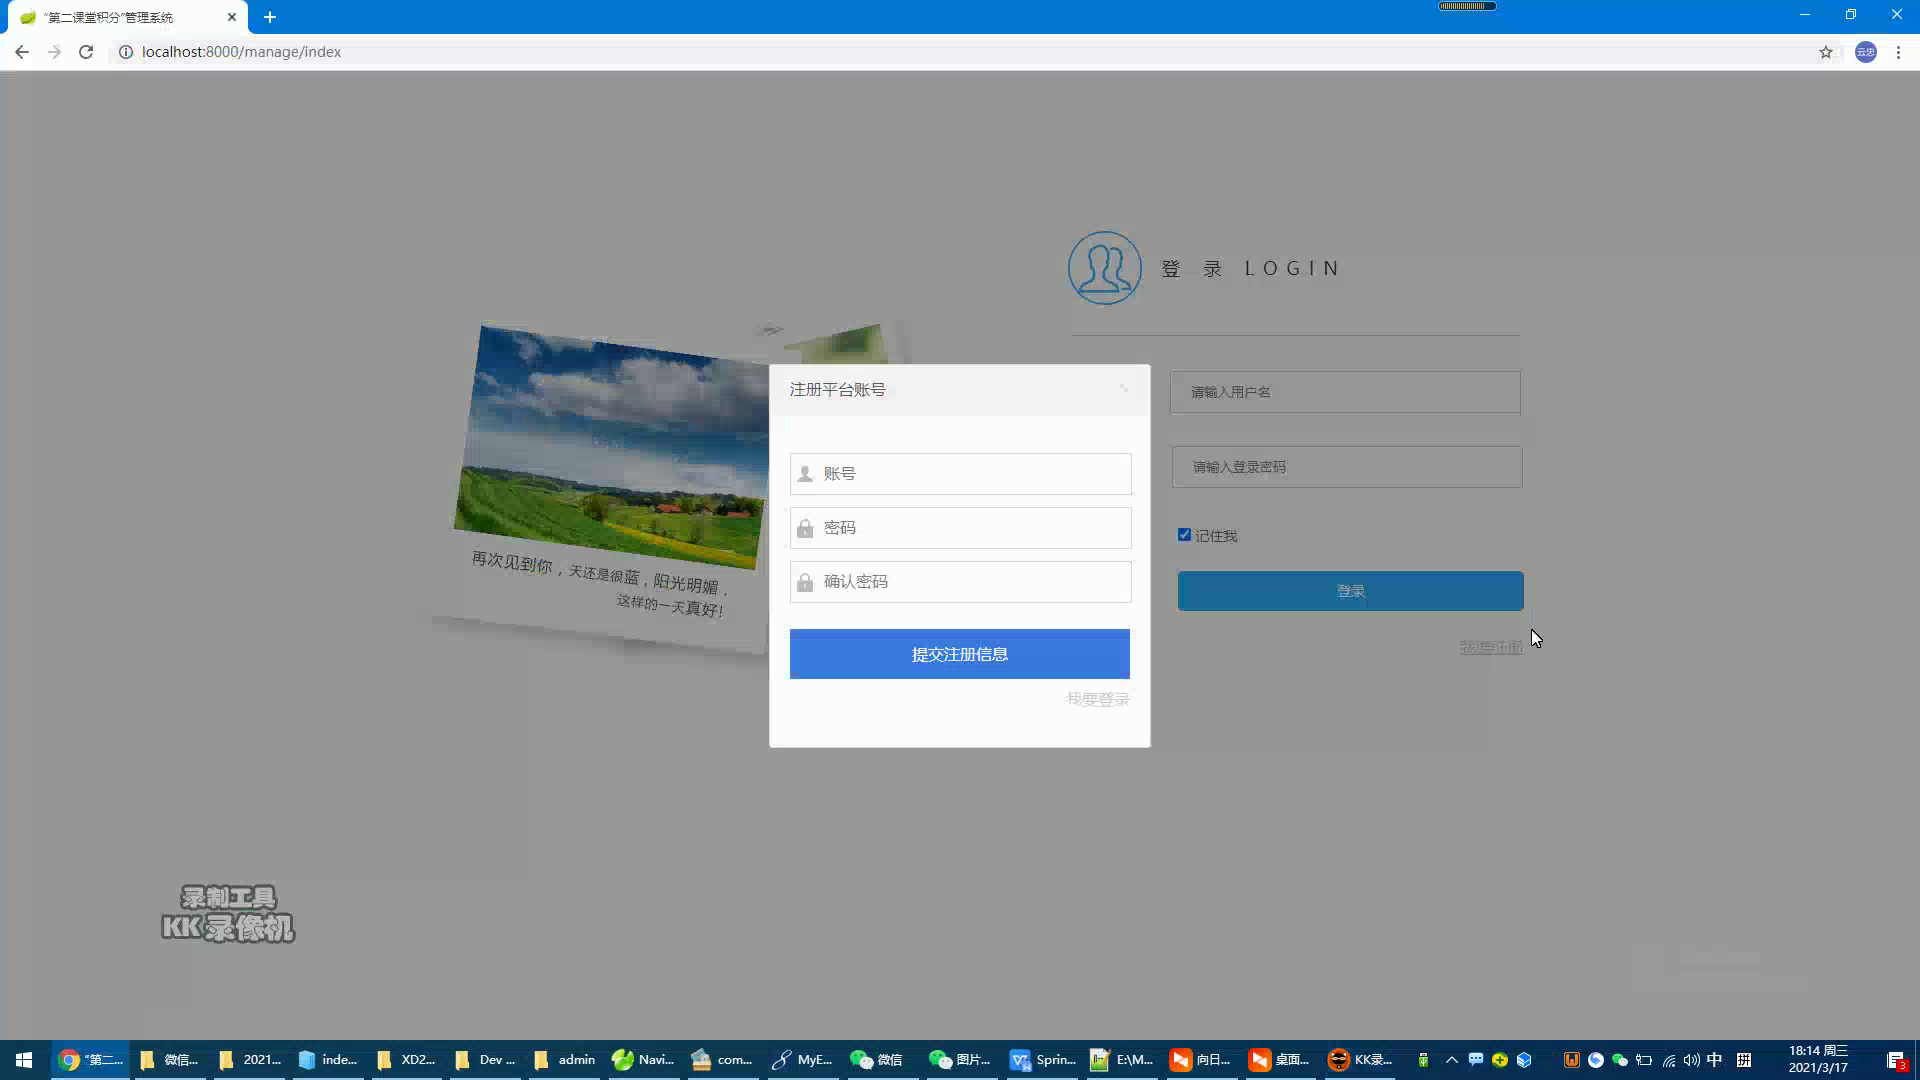 “第二课堂积分”管理系统
localhost:8000/manage/index
云忠
登 录 LOGIN
注册平台账号
请输入用户名
账号
请输入登录密码
密码
记住我
确认密码
登录
再次见到你，天还是很蓝，阳光明媚，
这样的一天真好！
提交注册信息
我要注册
我要登录
录制工具
KK 录像机
“第二...
微信...
2021...
inde...
XD2...
Dev ...
admin
Navi...
com...
MyE...
微信
图片...
Sprin...
E:\M...
向日...
桌面...
KK录...
中
拼
18:14 周三
2021/3/17
3